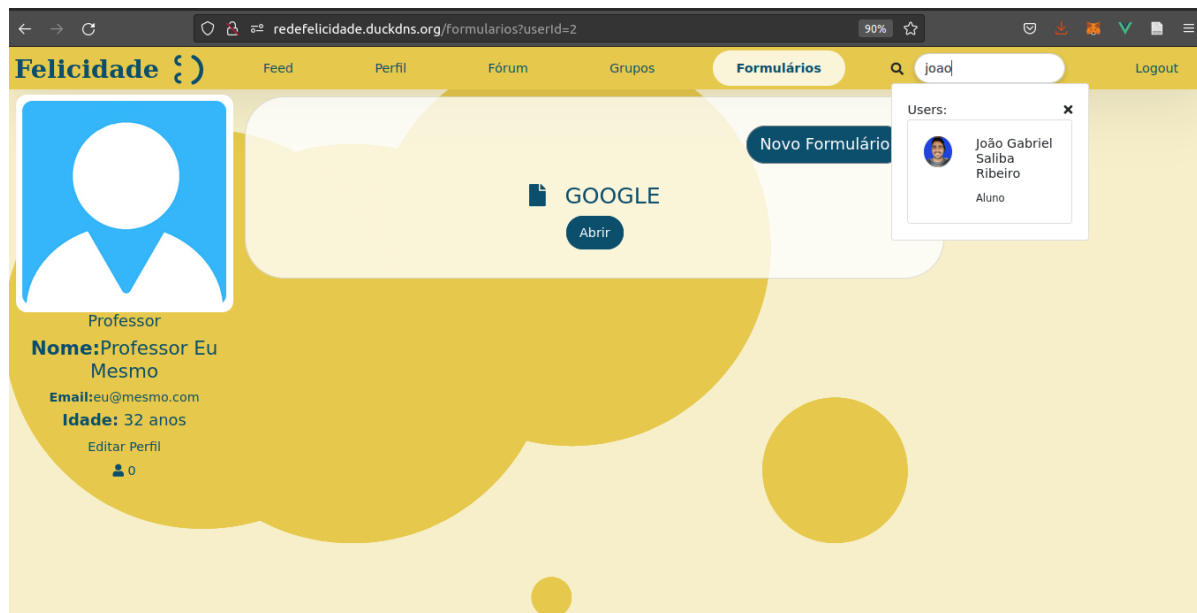 redefelicidade.duckdns.org/formularios?userId=2
90%
Felicidade :)
Feed
Perfil
Fórum
Grupos
Formulários
joao
Logout
Users:
João Gabriel
Saliba
Ribeiro
Aluno
Novo Formulário
GOOGLE
Abrir
Professor
Nome:Professor Eu
Mesmo
Email:eu@mesmo.com
Idade: 32 anos
Editar Perfil
0